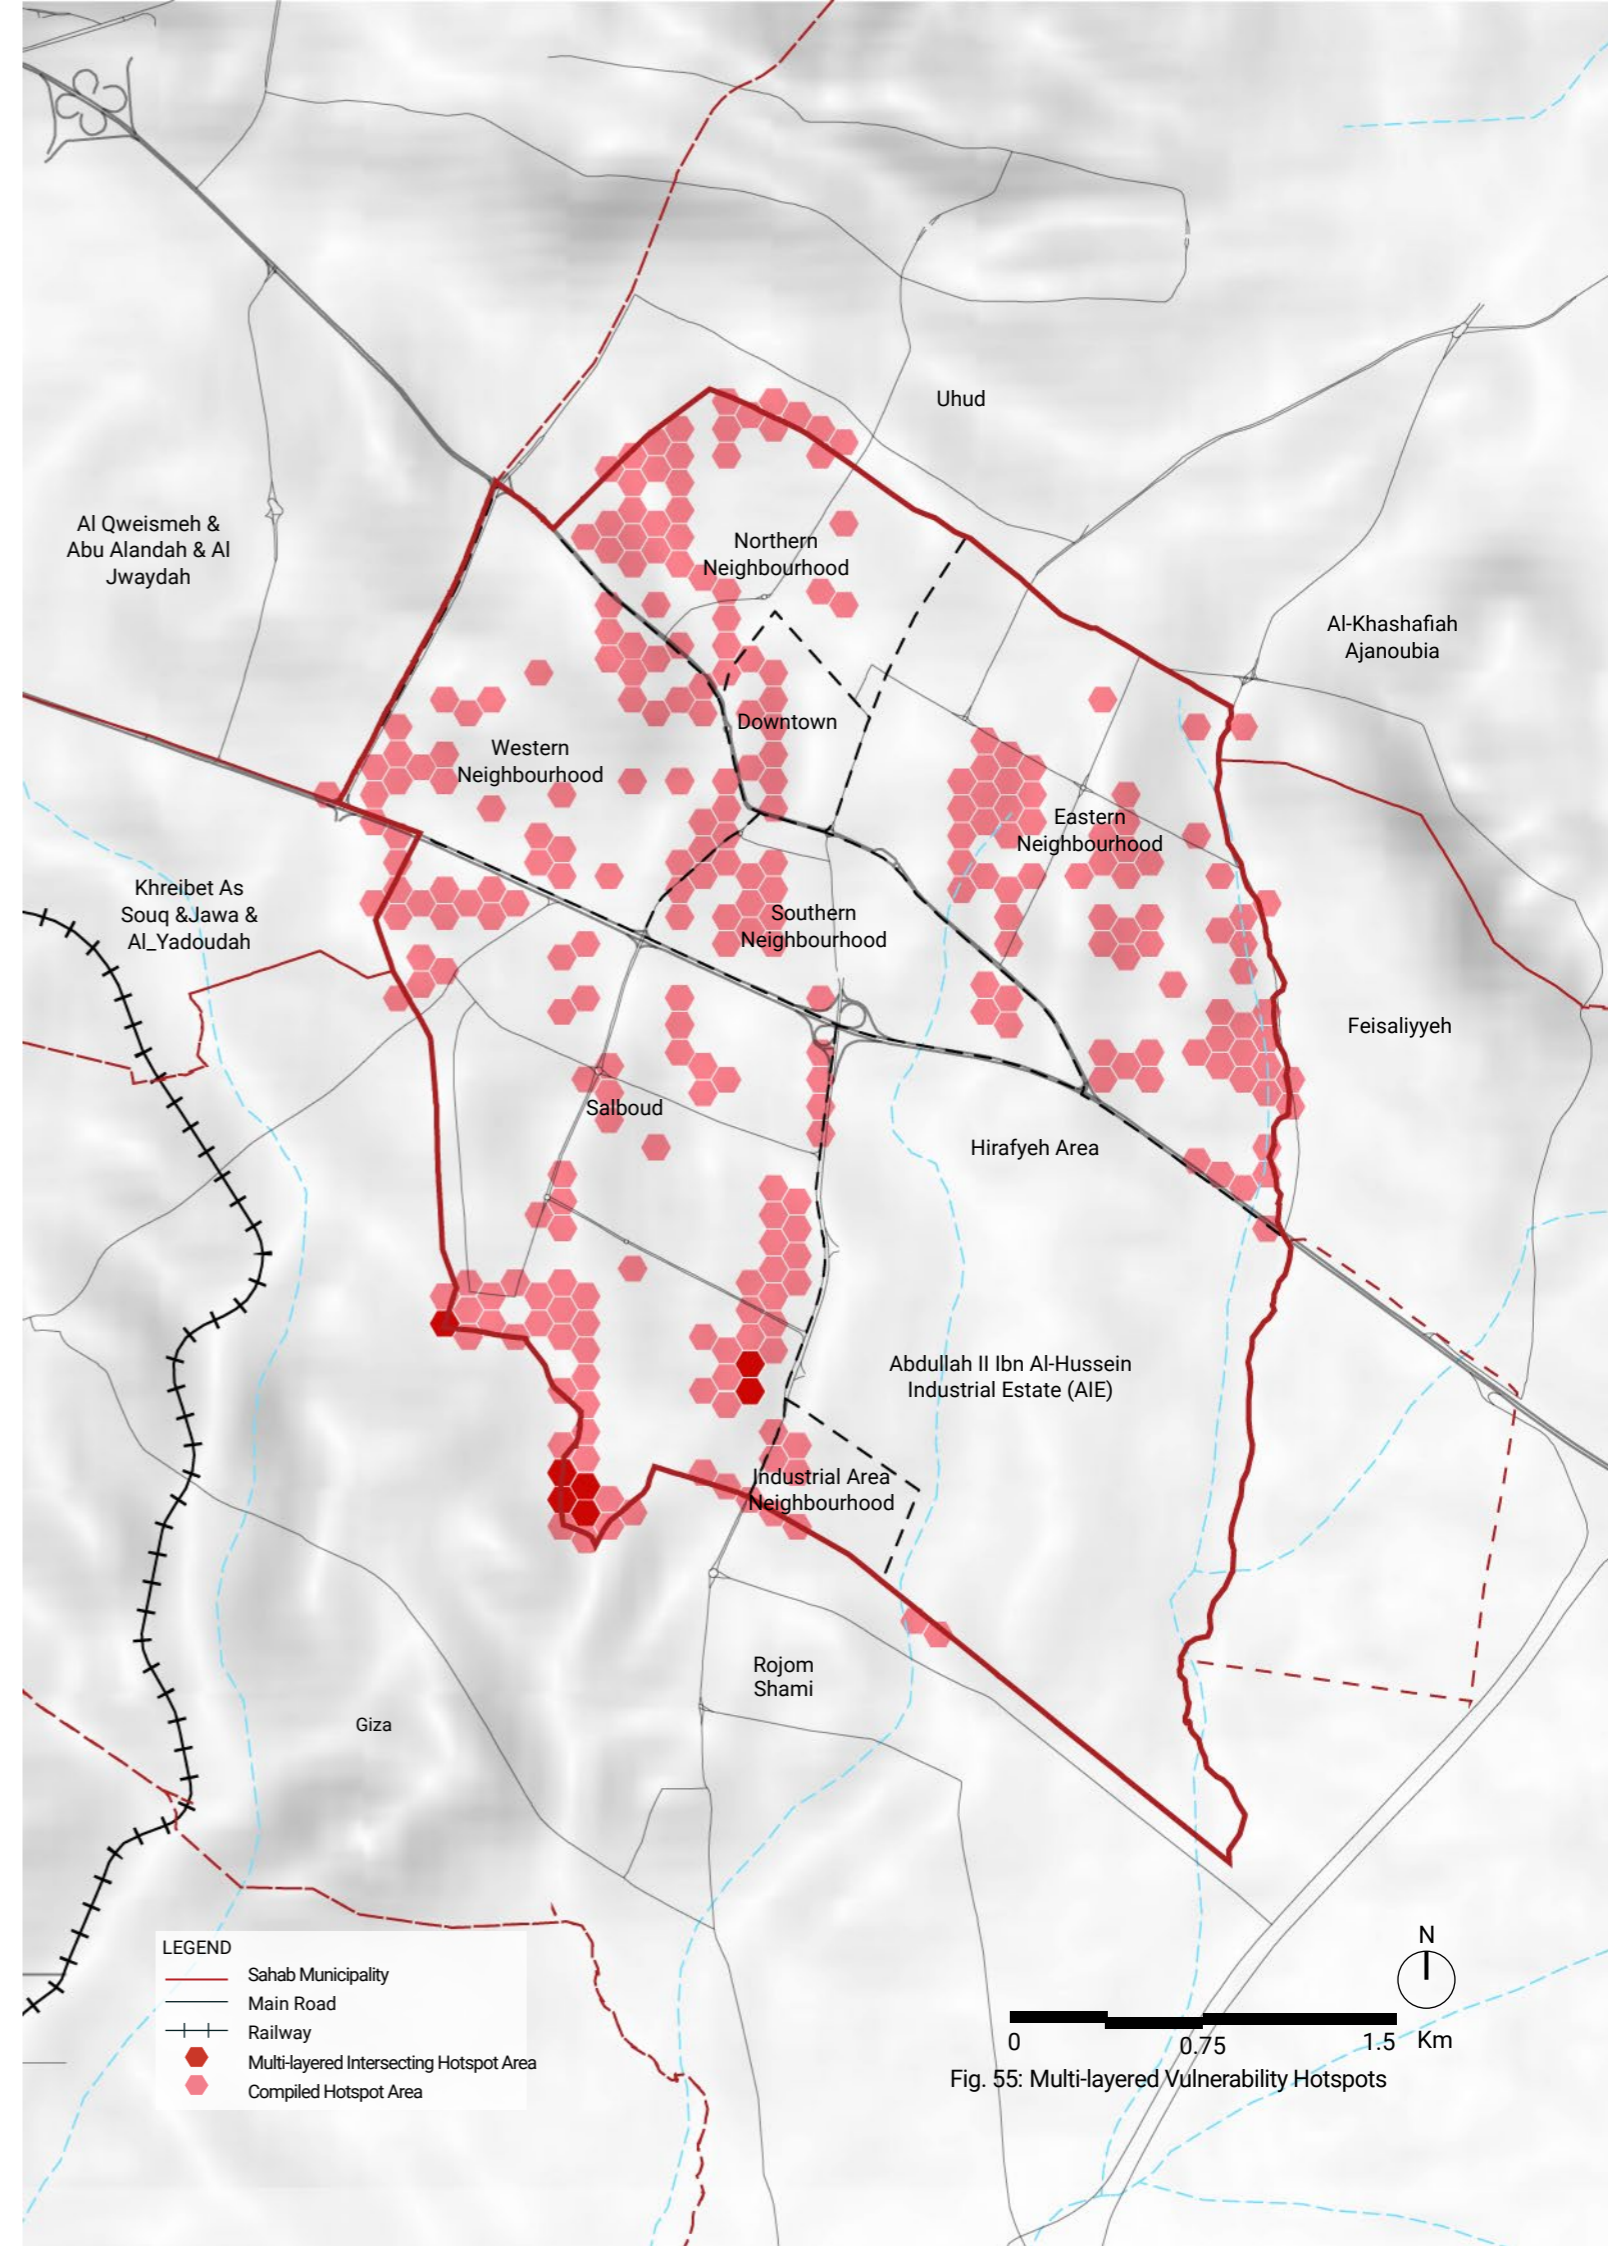 Uhud
Al Qweismeh &
Abu Alandah & Al
Jwaydah
Northern
Neighbourhood
Al-Khashafiah
Ajanoubia
Downtown
Western
Neighbourhood
Eastern
Neighbourhood
Khreibet As
Souq &Jawa &
Al_Yadoudah
Southern
Neighbourhood
Feisaliyyeh
Salboud
Hirafyeh Area
Abdullah II Ibn Al-Hussein
Industrial Estate (AIE)
Industrial Area
Neighbourhood
Rojom
Shami
Giza
LEGEND
Sahab Municipality
Main Road
Railway
Multi-layered Intersecting Hotspot Area
Compiled Hotspot Area
N
0 0.75 1.5 Km
Fig. 55: Multi-layered Vulnerability Hotspots